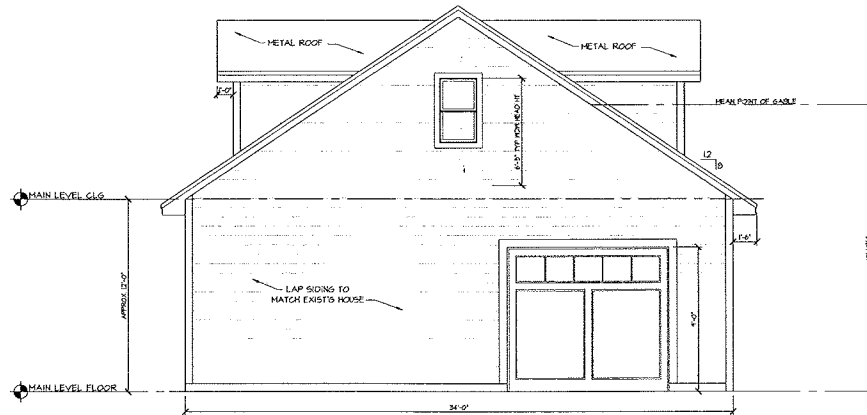 METAL ROOF
METAL ROOF
1'-0"
MEAN POINT OF GABLE
6'-8" TYP WDW HEAD HT
12
8
MAIN LEVEL CLG
1'-6"
APPROX 12'-0"
LAP SIDING TO
MATCH EXIST'G HOUSE
9'-0"
MAIN LEVEL FLOOR
34'-0"